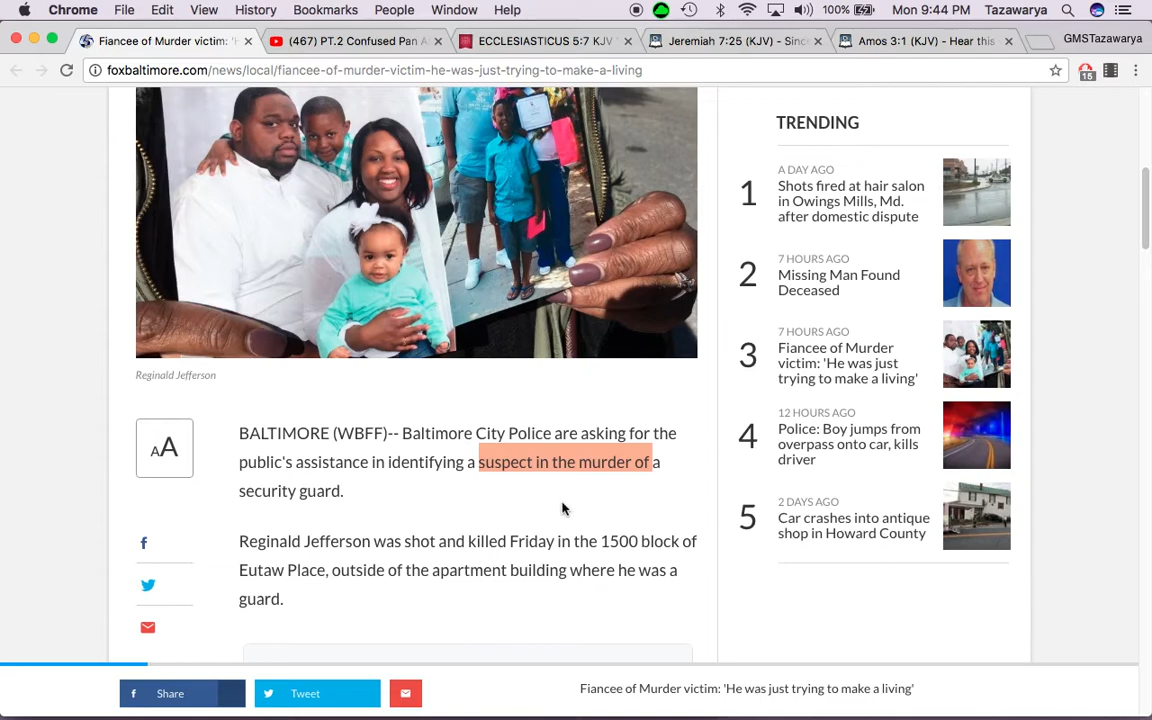 Chrome File Edit View History Bookmarks People Window Help 100% Mon 9:44 PM Tazawarya
Fiancee of Murder victim: 'H
(467) PT.2 Confused Pan A
ECCLESIASTICUS 5:7 KJV
Jeremiah 7:25 (KJV) - Sinc
Amos 3:1 (KJV) - Hear this
GMSTazawarya
foxbaltimore.com/news/local/fiancee-of-murder-victim-he-was-just-trying-to-make-a-living
15
Reginald Jefferson
AA
BALTIMORE (WBFF)-- Baltimore City Police are asking for the
public's assistance in identifying a suspect in the murder of a
security guard.
Reginald Jefferson was shot and killed Friday in the 1500 block of
Eutaw Place, outside of the apartment building where he was a
guard.
TRENDING
1
A DAY AGO
Shots fired at hair salon
in Owings Mills, Md.
after domestic dispute
2
7 HOURS AGO
Missing Man Found
Deceased
3
7 HOURS AGO
Fiancee of Murder
victim: 'He was just
trying to make a living'
4
12 HOURS AGO
Police: Boy jumps from
overpass onto car, kills
driver
5
2 DAYS AGO
Car crashes into antique
shop in Howard County
f Share
Tweet
Fiancee of Murder victim: 'He was just trying to make a living'